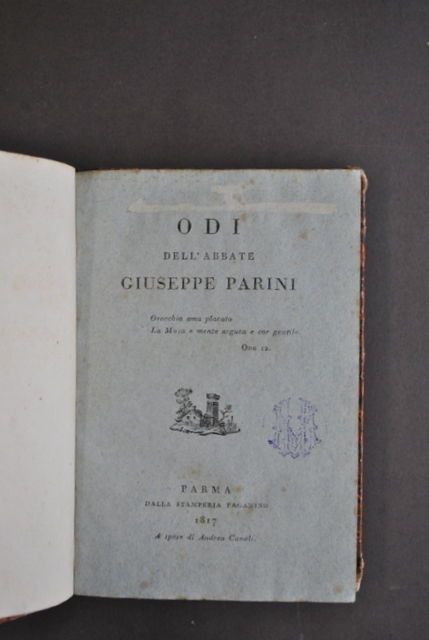 ODI
DELL'ABBATE
GIUSEPPE PARINI
Orecchio ama placato
La Musa e mente arguta e cor gentile.
Ode 12.
PARMA
DALLA STAMPERIA PAGANINO
1817
A spese di Andrea